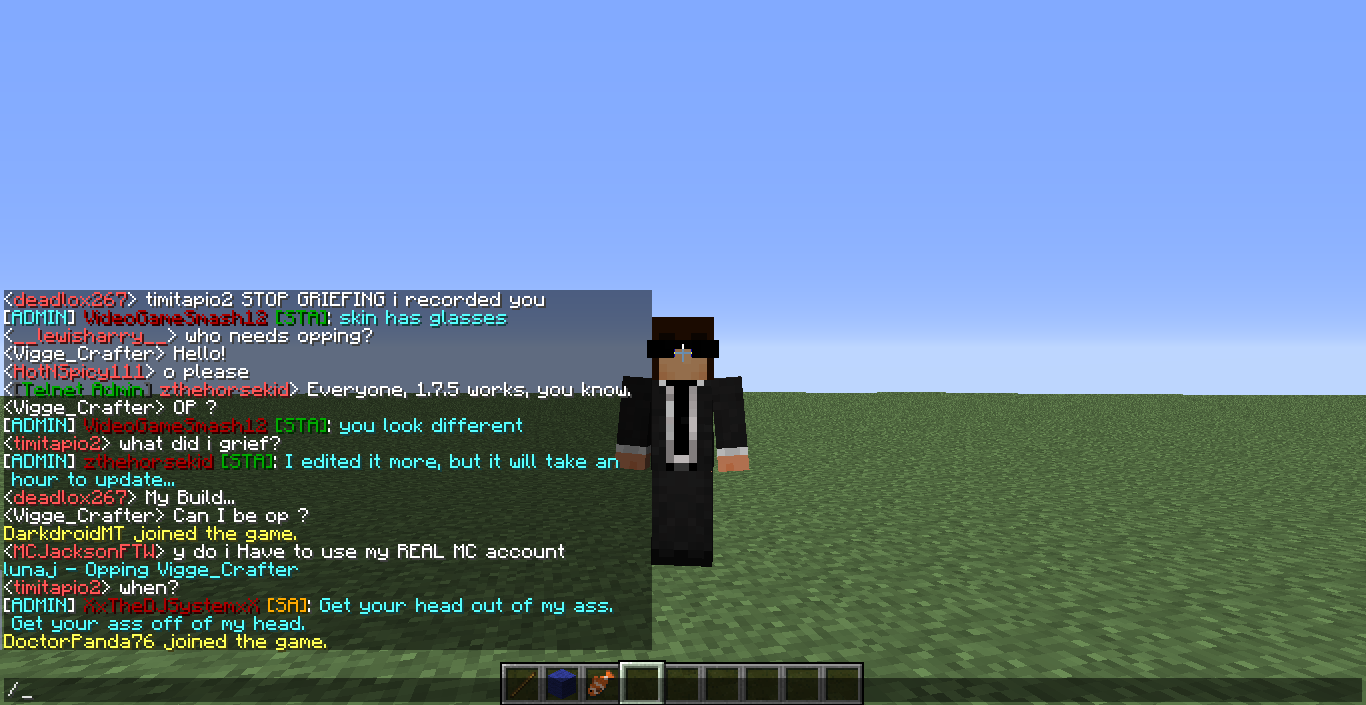 <deadlox267> timitapio2 STOP GRIEFING i recorded you
[ADMIN] VideoGameSmash12 [STA]: skin has glasses
<__lewisharry__> who needs opping?
<Vigge_Crafter> Hello!
<HotNSpicy111> o please
<[Telnet Admin] zthehorsekid> Everyone, 1.7.5 works, you know.
<Vigge_Crafter> OP ?
[ADMIN] VideoGameSmash12 [STA]: you look different
<timitapio2> what did i grief?
[ADMIN] zthehorsekid [STA]: I edited it more, but it will take an
hour to update...
<deadlox267> My Build...
<Vigge_Crafter> Can I be op ?
DarkdroidMT joined the game.
<MCJacksonFTW> y do i Have to use my REAL MC account
lunaj - Opping Vigge_Crafter
<timitapio2> when?
[ADMIN] XxTheDJSystemxX [SA]: Get your head out of my ass.
Get your ass off of my head.
DoctorPanda76 joined the game.
/_